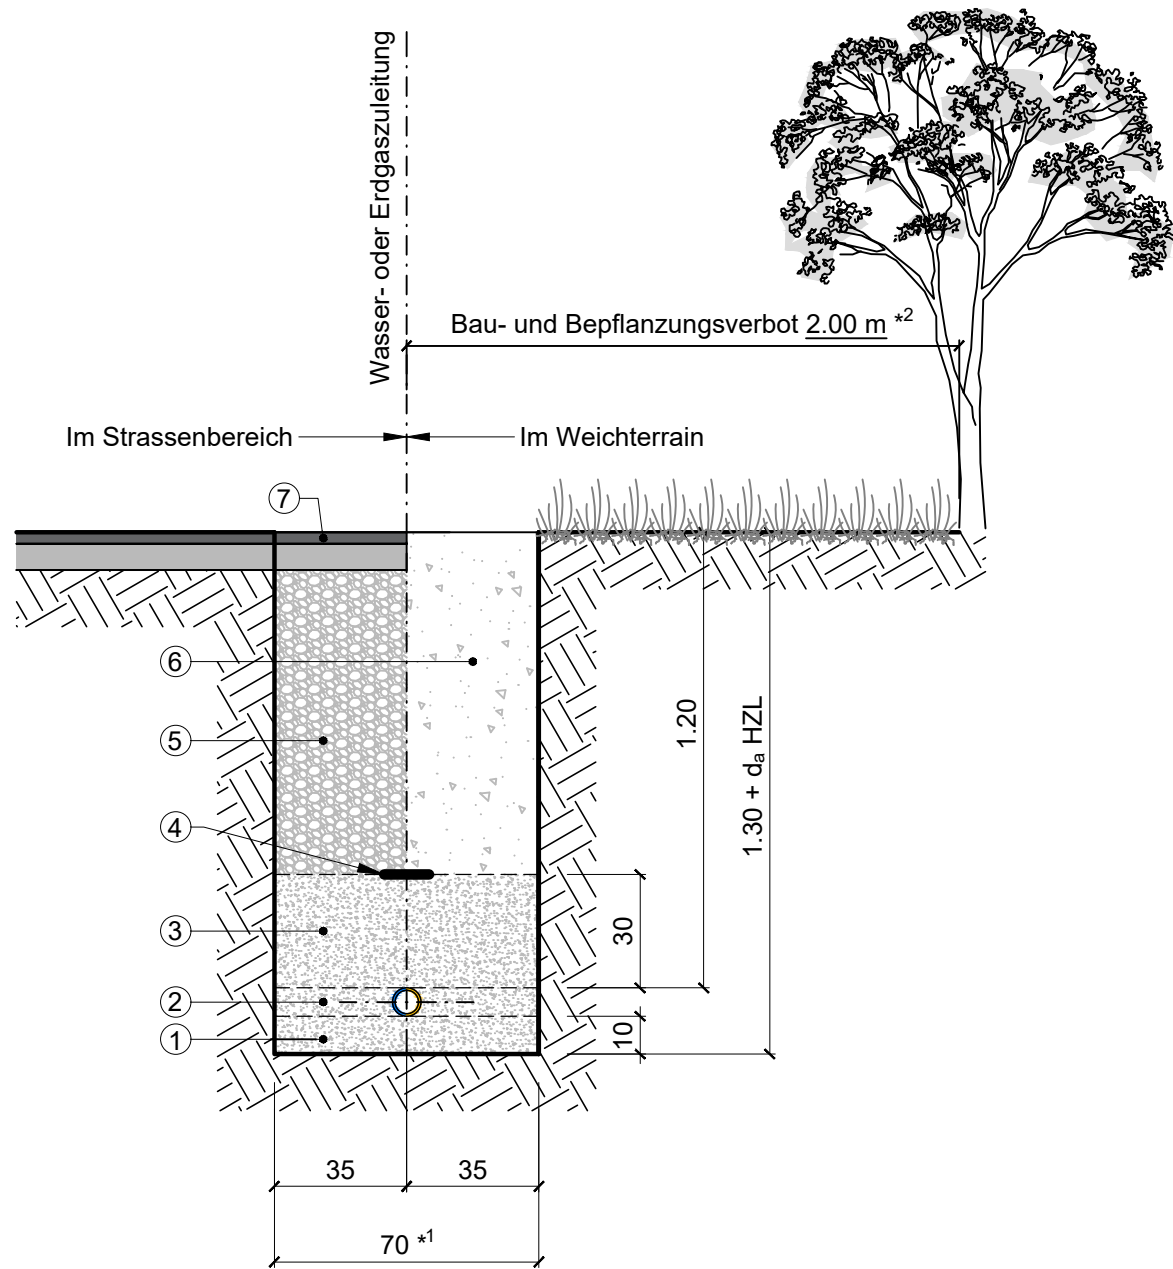 Wasser- oder Erdgaszuleitung
Bau- und Bepflanzungsverbot 2.00 m *2
Im Strassenbereich
Im Weichterrain
7
6
5
4
3
2
1
1.20
1.30 + da HZL
30
10
35
35
70 *1